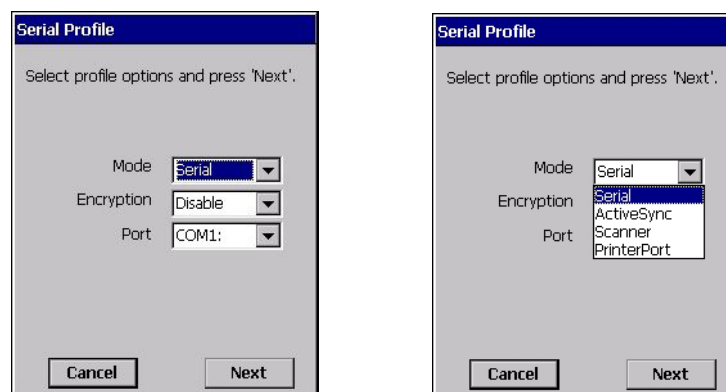 Serial Profile
Select profile options and press 'Next'.
Mode Serial
Encryption Disable
Port COM1:
Cancel Next
Serial Profile
Select profile options and press 'Next'.
Mode Serial
Encryption Serial
ActiveSync
Port Scanner
PrinterPort
Cancel Next